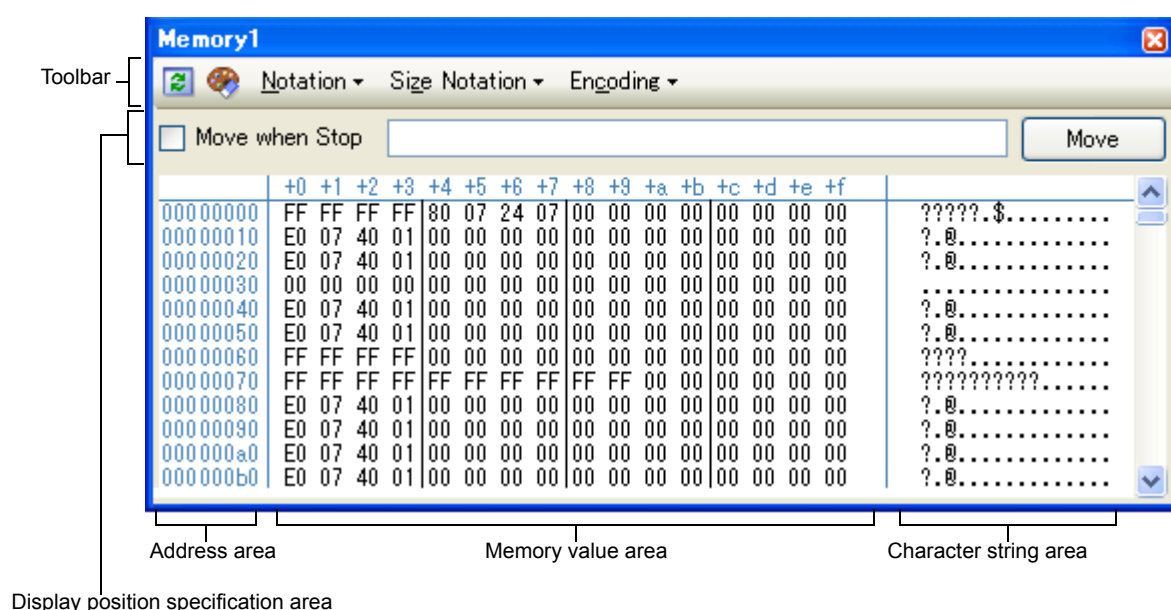 Memory1
Toolbar
Notation Size Notation Encoding
Move when Stop Move
+0 +1 +2 +3 +4 +5 +6 +7 +8 +9 +a +b +c +d +e +f
00000000 FF FF FF FF 80 07 24 07 00 00 00 00 00 00 00 00 ?????.$.........
00000010 E0 07 40 01 00 00 00 00 00 00 00 00 00 00 00 00 ?.@.............
00000020 E0 07 40 01 00 00 00 00 00 00 00 00 00 00 00 00 ?.@.............
00000030 00 00 00 00 00 00 00 00 00 00 00 00 00 00 00 00 ................
00000040 E0 07 40 01 00 00 00 00 00 00 00 00 00 00 00 00 ?.@.............
00000050 E0 07 40 01 00 00 00 00 00 00 00 00 00 00 00 00 ?.@.............
00000060 FF FF FF FF 00 00 00 00 00 00 00 00 00 00 00 00 ????............
00000070 FF FF FF FF FF FF FF FF FF FF 00 00 00 00 00 00 ??????????......
00000080 E0 07 40 01 00 00 00 00 00 00 00 00 00 00 00 00 ?.@.............
00000090 E0 07 40 01 00 00 00 00 00 00 00 00 00 00 00 00 ?.@.............
000000a0 E0 07 40 01 00 00 00 00 00 00 00 00 00 00 00 00 ?.@.............
000000b0 E0 07 40 01 00 00 00 00 00 00 00 00 00 00 00 00 ?.@.............
Address area Memory value area Character string area
Display position specification area